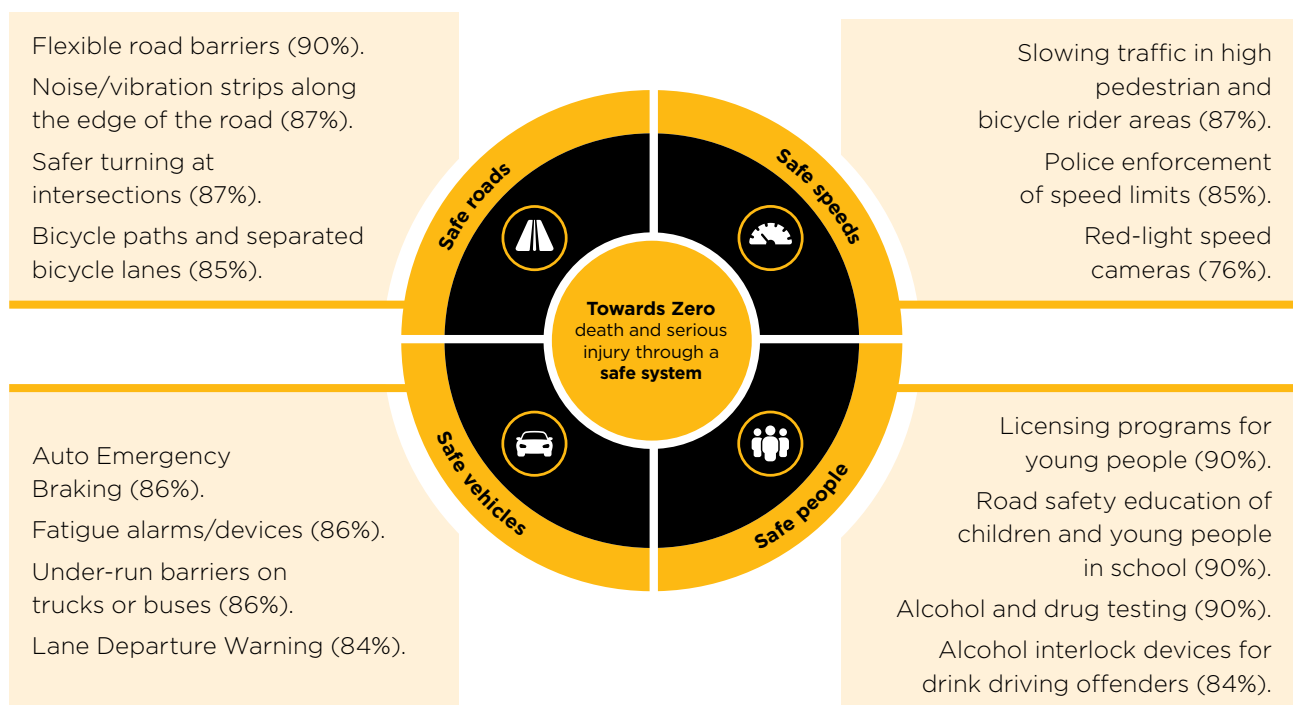 Flexible road barriers (90%).
Noise/vibration strips along
the edge of the road (87%).
Safer turning at
intersections (87%).
Bicycle paths and separated
bicycle lanes (85%).
Safe roads
Safe speeds
Slowing traffic in high
pedestrian and
bicycle rider areas (87%).
Police enforcement
of speed limits (85%).
Red-light speed
cameras (76%).
Towards Zero
death and serious
injury through a
safe system
Auto Emergency
Braking (86%).
Fatigue alarms/devices (86%).
Under-run barriers on
trucks or buses (86%).
Lane Departure Warning (84%).
Safe vehicles
Safe people
Licensing programs for
young people (90%).
Road safety education of
children and young people
in school (90%).
Alcohol and drug testing (90%).
Alcohol interlock devices for
drink driving offenders (84%).